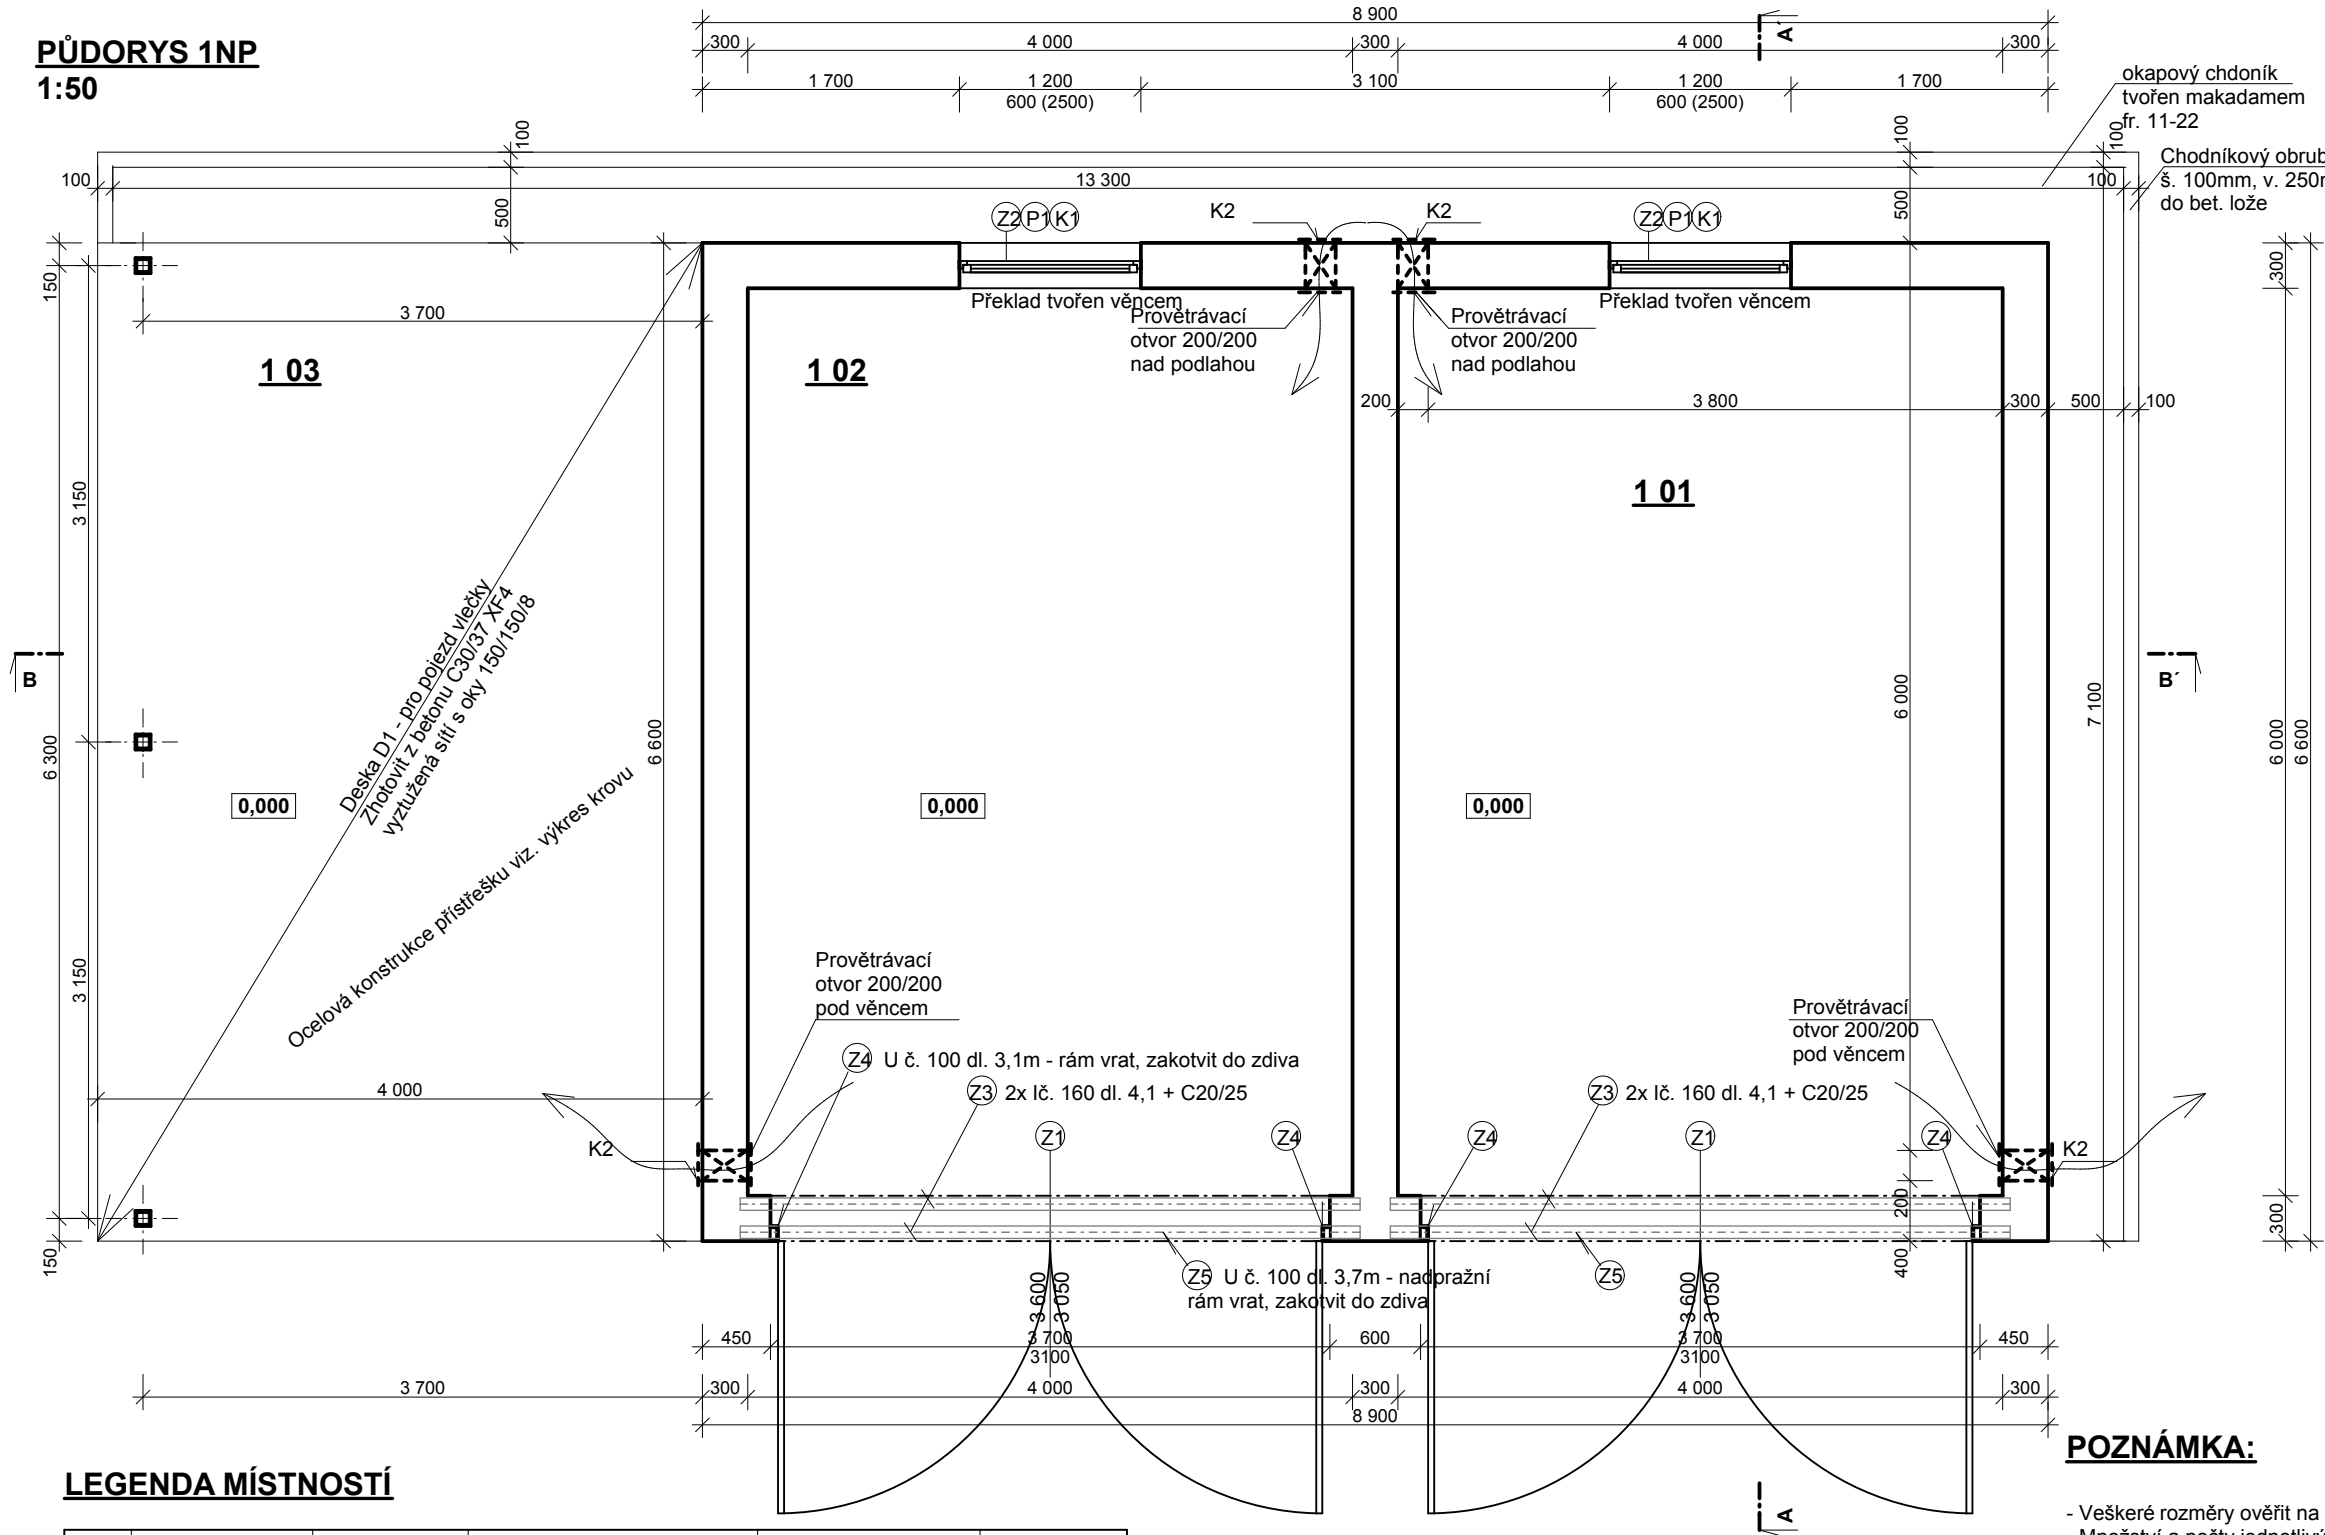 PŮDORYS 1NP
1:50
8 900
A´
300
4 000
300
4 000
300
1 700
1 200
600 (2500)
3 100
1 200
600 (2500)
1 700
okapový chdoník
tvořen makadamem
fr. 11-22
100
100
100
Chodníkový obrub
š. 100mm, v. 250
do bet. lože
100
13 300
100
500
500
Z2 P1 K1
K2
K2
Z2 P1 K1
150
300
3 700
Překlad tvořen věncem
Překlad tvořen věncem
Provětrávací
otvor 200/200
nad podlahou
Provětrávací
otvor 200/200
nad podlahou
1 03
1 02
200
3 800
300
500
100
3 150
1 01
Deska D1 - pro pojezd vlečky
Zhotovit z betonu C30/37 XF4
vyztužená sítí s oky 150/150/8
B
B´
6 300
6 600
6 000
7 100
6 000
6 600
0,000
0,000
0,000
Ocelová konstrukce přístřešku viz. výkres krovu
3 150
Provětrávací
otvor 200/200
pod věncem
Provětrávací
otvor 200/200
pod věncem
Z4 U č. 100 dl. 3,1m - rám vrat, zakotvit do zdiva
4 000
Z3 2x Ič. 160 dl. 4,1 + C20/25
Z3 2x Ič. 160 dl. 4,1 + C20/25
K2
Z1
Z4
Z4
Z1
Z4
K2
200
300
150
400
Z5 U č. 100 dl. 3,7m - nadpražní
rám vrat, zakotvit do zdiva
Z5
3 600
3 050
3 600
3 050
450
3 700
3100
600
3 700
3100
450
3 700
300
4 000
300
4 000
300
8 900
POZNÁMKA:
LEGENDA MÍSTNOSTÍ
A
- Veškeré rozměry ověřit na